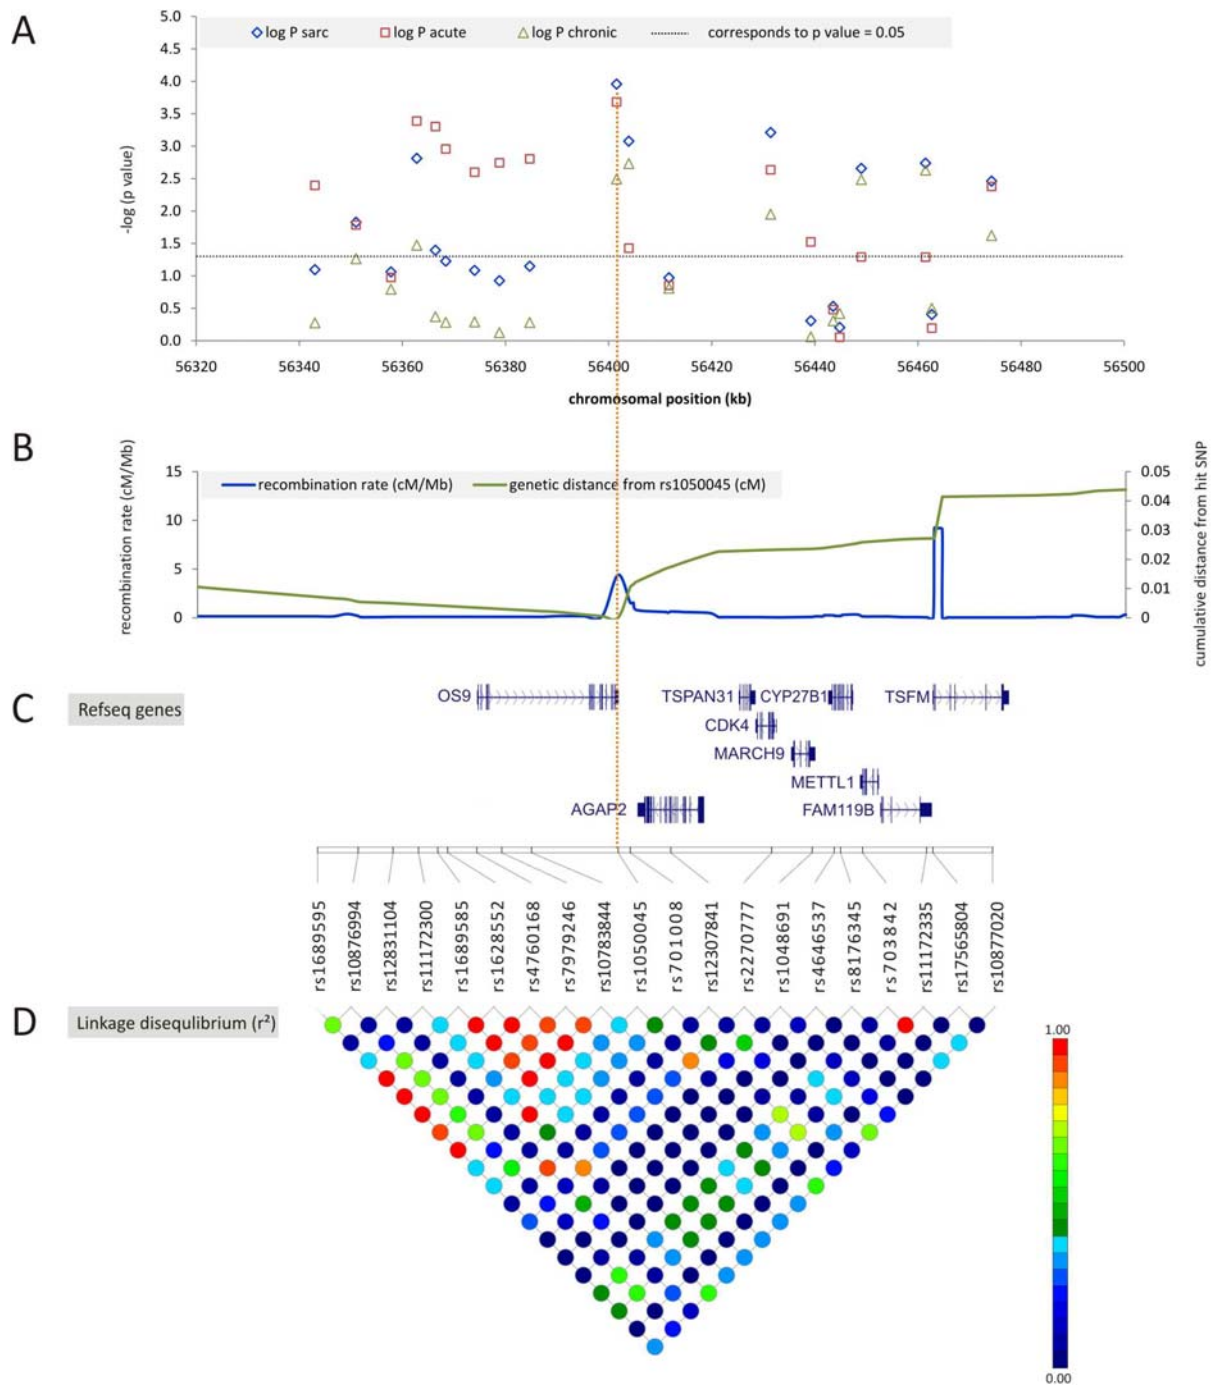 A
5.0
4.5
4.0
3.5
3.0
2.5
2.0
1.5
1.0
0.5
0.0
-log (p value)
log P sarc
log P acute
log P chronic
corresponds to p value = 0.05
56320
56340
56360
56380
56400
56420
56440
56460
56480
56500
chromosomal position (kb)
B
recombination rate (cM/Mb)
15
10
5
0
recombination rate (cM/Mb)
genetic distance from rs1050045 (cM)
0.05
0.04
0.03
0.02
0.01
0
cumulative distance from hit SNP
C
Refseq genes
OS9
TSPAN31
CYP27B1
TSFM
CDK4
MARCH9
METTL1
AGAP2
FAM119B
rs1689595
rs10876994
rs12831104
rs11172300
rs1689585
rs1628552
rs4760168
rs7979246
rs10783844
rs1050045
rs701008
rs12307841
rs2270777
rs1048691
rs4646537
rs8176345
rs703842
rs11172335
rs17565804
rs10877020
D
Linkage disequlibrium (r²)
1.00
0.00